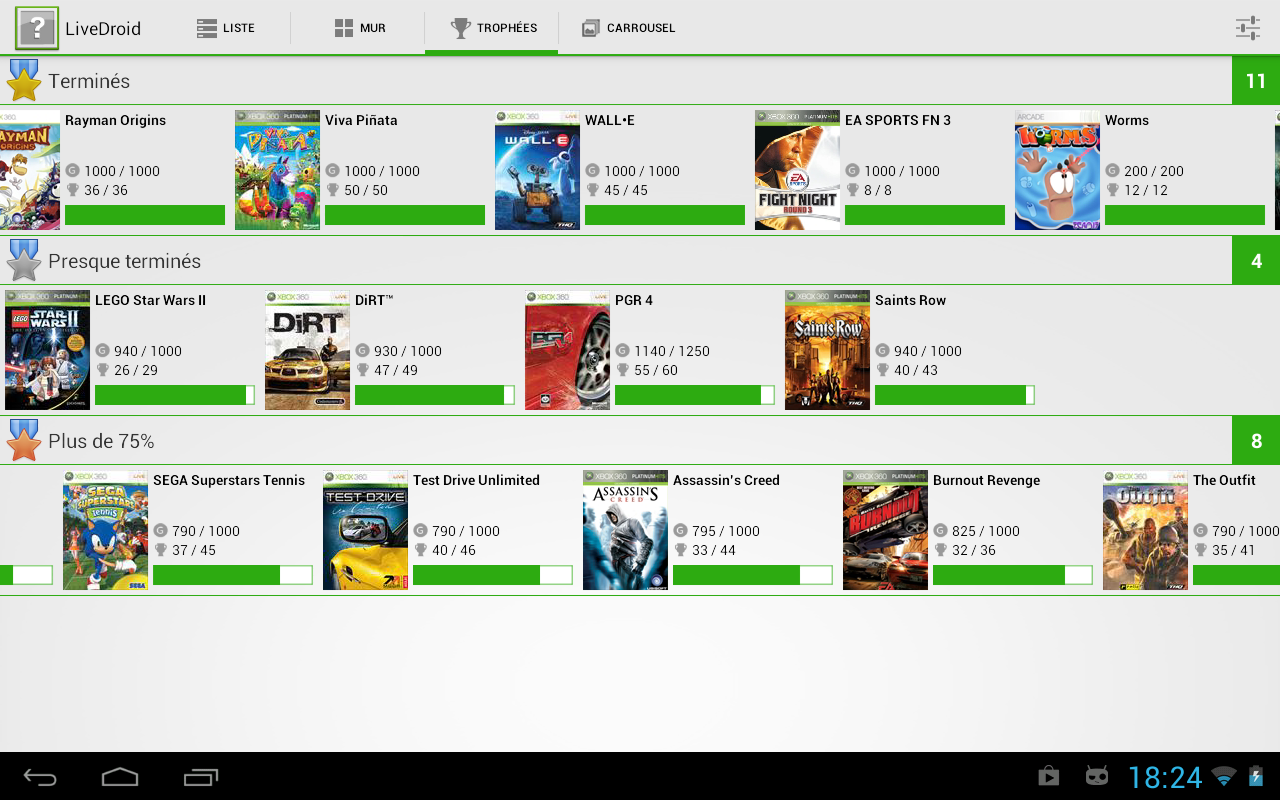 LiveDroid
LISTE
MUR
TROPHÉES
CARROUSEL
Terminés
11
Rayman Origins
1000 / 1000
36 / 36
Viva Piñata
1000 / 1000
50 / 50
WALL•E
1000 / 1000
45 / 45
EA SPORTS FN 3
1000 / 1000
8 / 8
Worms
200 / 200
12 / 12
Presque terminés
4
LEGO Star Wars II
940 / 1000
26 / 29
DiRT™
930 / 1000
47 / 49
PGR 4
1140 / 1250
55 / 60
Saints Row
940 / 1000
40 / 43
Plus de 75%
8
SEGA Superstars Tennis
790 / 1000
37 / 45
Test Drive Unlimited
790 / 1000
40 / 46
Assassin's Creed
795 / 1000
33 / 44
Burnout Revenge
825 / 1000
32 / 36
The Outfit
790 / 1000
35 / 41
18:24